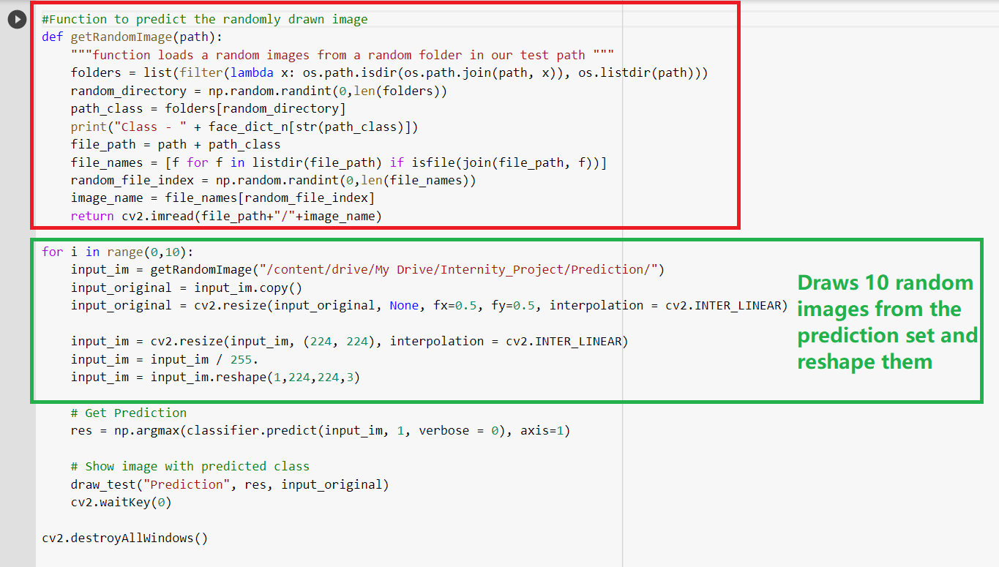 #Function to predict the randomly drawn image
def getRandomImage(path):
    """function loads a random images from a random folder in our test path """
    folders = list(filter(lambda x: os.path.isdir(os.path.join(path, x)), os.listdir(path)))
    random_directory = np.random.randint(0,len(folders))
    path_class = folders[random_directory]
    print("Class - " + face_dict_n[str(path_class)])
    file_path = path + path_class
    file_names = [f for f in listdir(file_path) if isfile(join(file_path, f))]
    random_file_index = np.random.randint(0,len(file_names))
    image_name = file_names[random_file_index]
    return cv2.imread(file_path+"/"+image_name)
for i in range(0,10):
    input_im = getRandomImage("/content/drive/My Drive/Internity_Project/Prediction/")
    input_original = input_im.copy()
    input_original = cv2.resize(input_original, None, fx=0.5, fy=0.5, interpolation = cv2.INTER_LINEAR)
    input_im = cv2.resize(input_im, (224, 224), interpolation = cv2.INTER_LINEAR)
    input_im = input_im / 255.
    input_im = input_im.reshape(1,224,224,3)
Draws 10 random
images from the
prediction set and
reshape them
    # Get Prediction
    res = np.argmax(classifier.predict(input_im, 1, verbose = 0), axis=1)
    # Show image with predicted class
    draw_test("Prediction", res, input_original)
    cv2.waitKey(0)
cv2.destroyAllWindows()